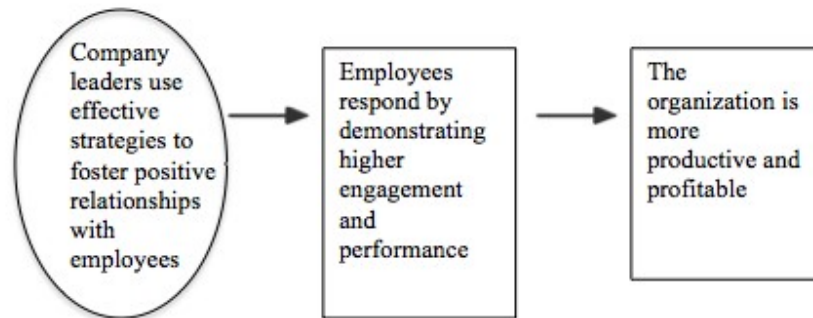 Company
leaders use
effective
strategies to
foster positive
relationships
with
employees
Employees
respond by
demonstrating
higher
engagement
and
performance
The
organization is
more
productive and
profitable